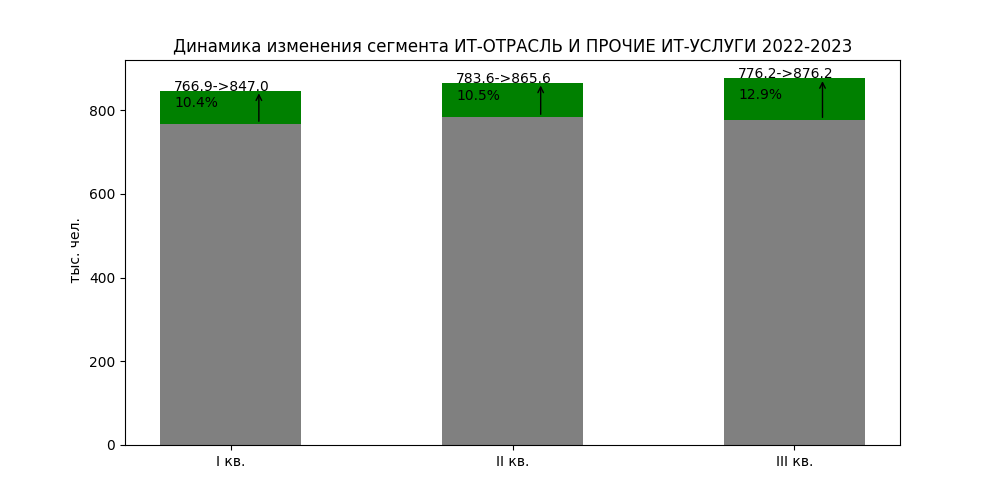 Динамика изменения сегмента ИТ-ОТРАСЛЬ И ПРОЧИЕ ИТ-УСЛУГИ 2022-2023
тыс. чел.
800
600
400
200
0
766.9->847.0
10.4%
783.6->865.6
10.5%
776.2->876.2
12.9%
I кв.
II кв.
III кв.